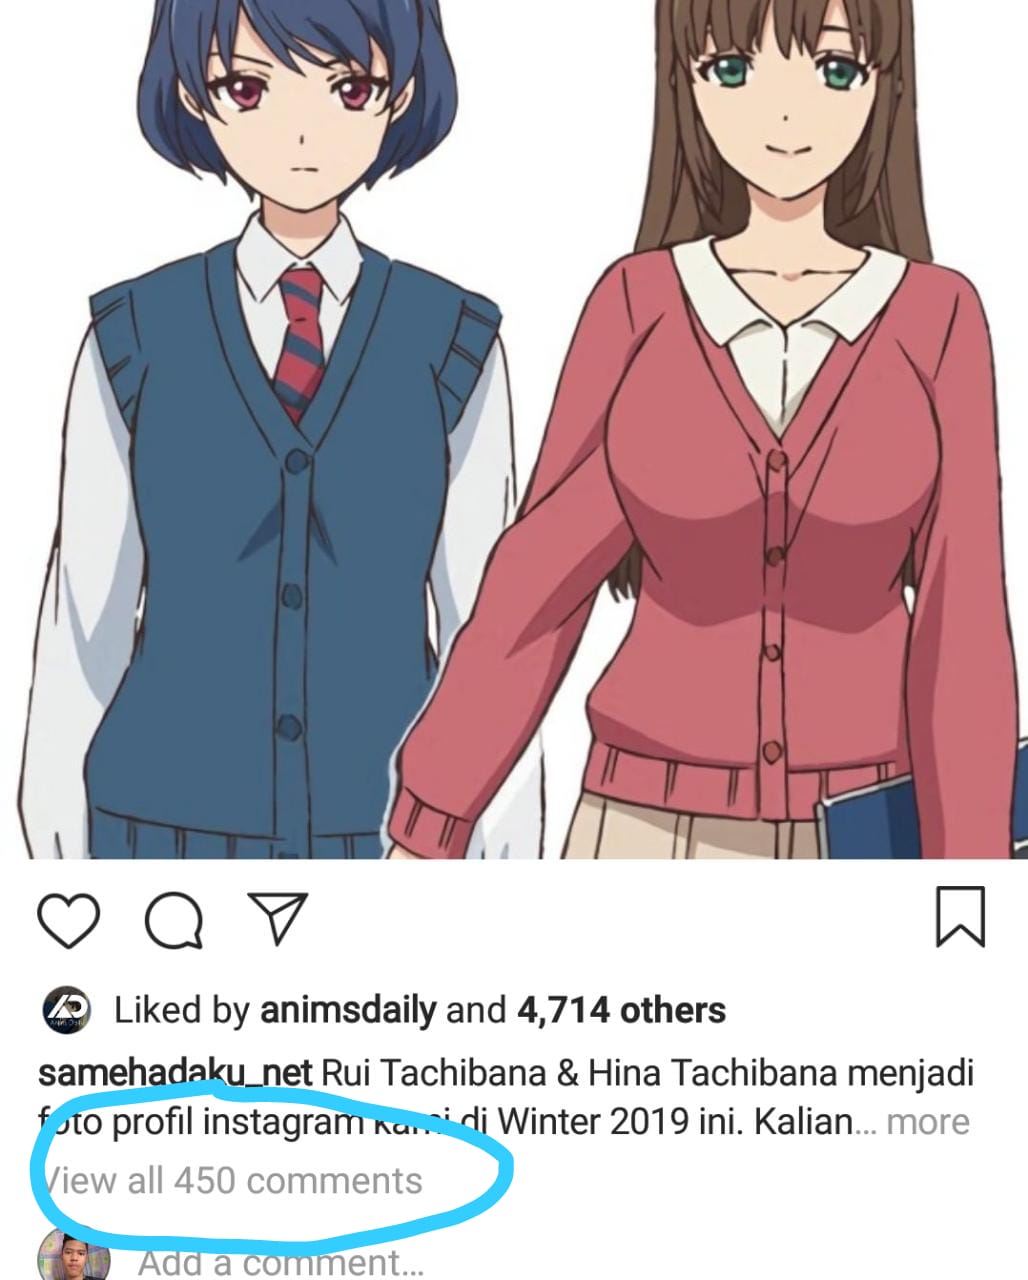 Liked by animsdaily and 4,714 others
samehadaku_net Rui Tachibana & Hina Tachibana menjadi
foto profil instagram kami di Winter 2019 ini. Kalian... more
View all 450 comments
Add a comment...